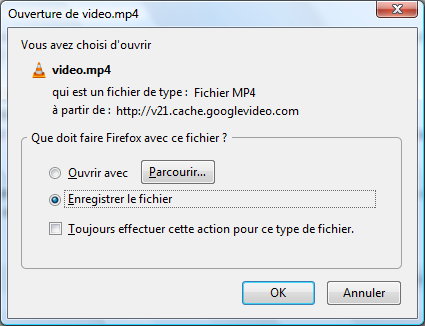 Ouverture de video.mp4
Vous avez choisi d'ouvrir
video.mp4
qui est un fichier de type : Fichier MP4
à partir de : http://v21.cache.googlevideo.com
Que doit faire Firefox avec ce fichier ?
Ouvrir avec Parcourir...
Enregistrer le fichier
Toujours effectuer cette action pour ce type de fichier.
OK Annuler